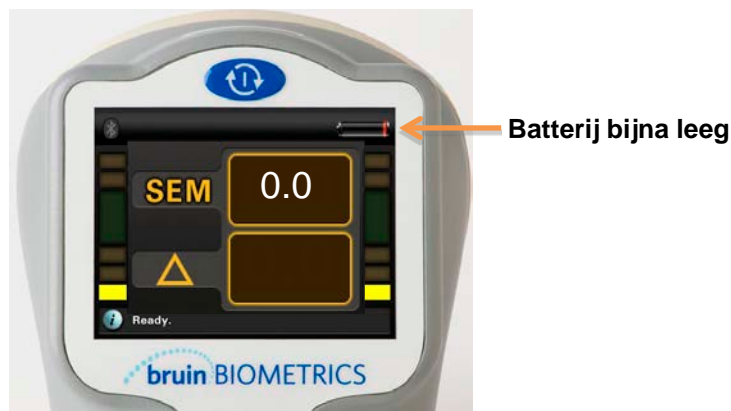 Batterij bijna leeg
SEM 0.0
Δ
Ready.
bruin BIOMETRICS